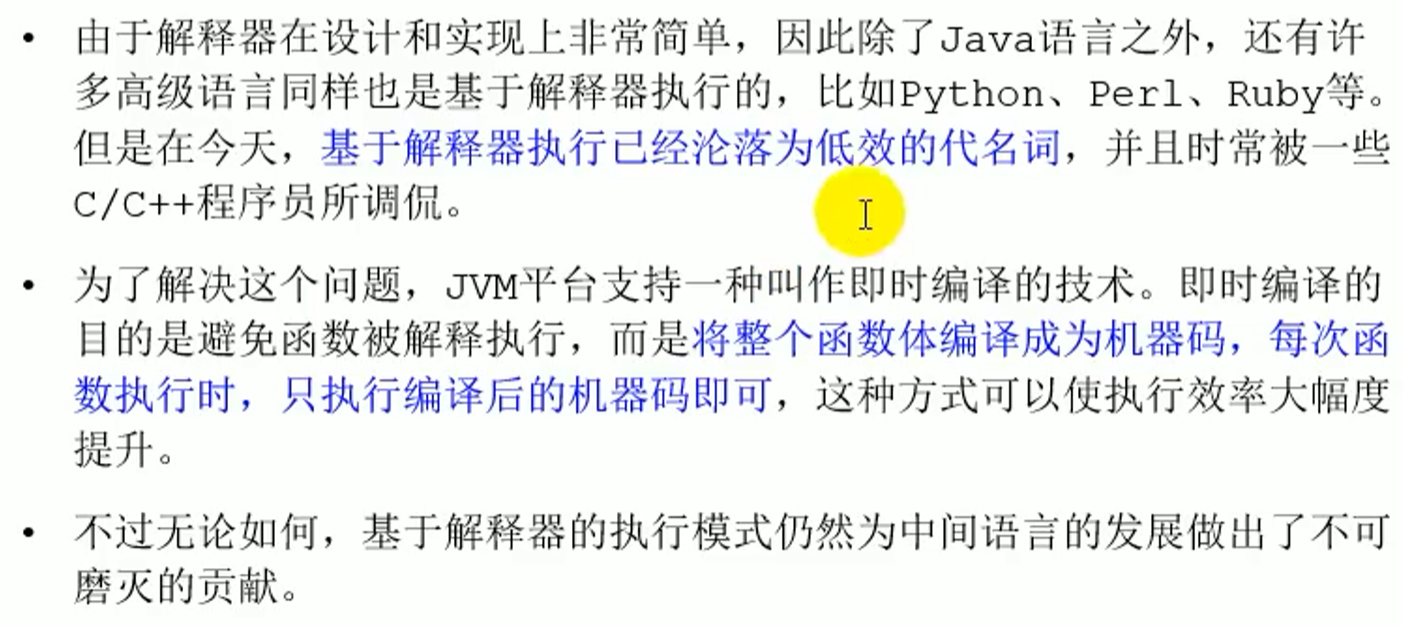 • 由于解释器在设计和实现上非常简单，因此除了Java语言之外，还有许
多高级语言同样也是基于解释器执行的，比如Python、Perl、Ruby等。
但是在今天，基于解释器执行已经沦落为低效的代名词，并且时常被一些
C/C++程序员所调侃。
• 为了解决这个问题，JVM平台支持一种叫作即时编译的技术。即时编译的
目的是避免函数被解释执行，而是将整个函数体编译成为机器码，每次函
数执行时，只执行编译后的机器码即可，这种方式可以使执行效率大幅度
提升。
• 不过无论如何，基于解释器的执行模式仍然为中间语言的发展做出了不可
磨灭的贡献。